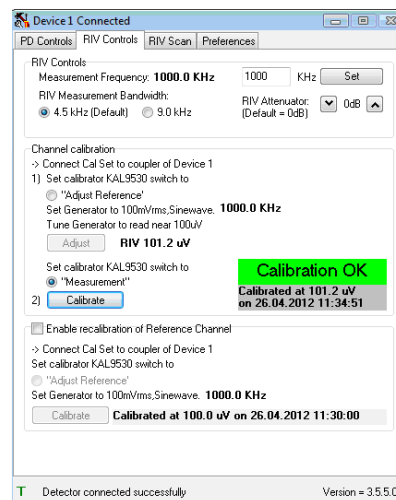 Device 1 Connected
PD Controls RIV Controls RIV Scan Preferences
RIV Controls
Measurement Frequency: 1000.0 KHz 1000 KHz Set
RIV Measurement Bandwidth:
4.5 kHz (Default) 9.0 kHz
RIV Attenuator: 0dB
(Default = 0dB)
Channel calibration
-> Connect Cal Set to coupler of Device 1
1) Set calibrator KAL9530 switch to
"Adjust Reference'
Set Generator to 100mVrms,Sinewave. 1000.0 KHz
Tune Generator to read near 100uV
Adjust RIV 101.2 uV
Set calibrator KAL9530 switch to
"Measurement"
2) Calibrate
Calibration OK
Calibrated at 101.2 uV
on 26.04.2012 11:34:51
Enable recalibration of Reference Channel
-> Connect Cal Set to coupler of Device 1
Set calibrator KAL9530 switch to
"Adjust Reference'
Set Generator to 100mVrms,Sinewave. 1000.0 KHz
Calibrate Calibrated at 100.0 uV on 26.04.2012 11:30:00
T Detector connected successfully Version = 3.5.5.0